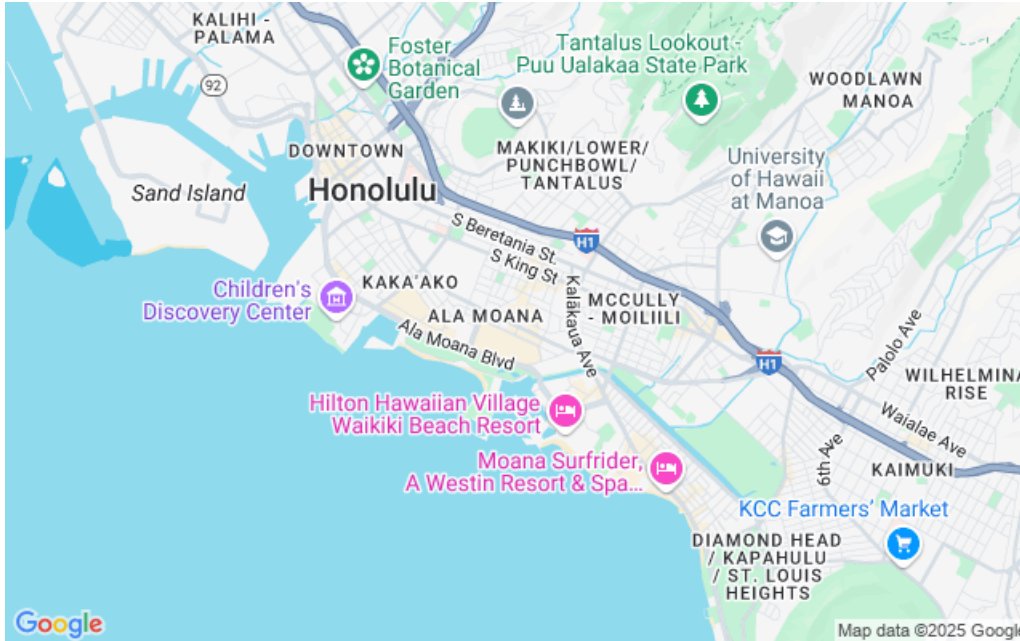 KALIHI -
PALAMA
Foster
Botanical
Garden
Tantalus Lookout -
Puu Ualakaa State Park
WOODLAWN
MANOA
92
DOWNTOWN
MAKIKI/LOWER/
PUNCHBOWL/
TANTALUS
University
of Hawaii
at Manoa
Sand Island
Honolulu
S Beretania St.
S King St
H1
Children's
Discovery Center
KAKA'AKO
ALA MOANA
Kalākaua Ave
MCCULLY
- MOILIILI
Ala Moana Blvd
H1
Palolo Ave
WILHELMINA
RISE
Hilton Hawaiian Village
Waikiki Beach Resort
Waialae Ave
6th Ave
Moana Surfrider,
A Westin Resort & Spa...
KAIMUKI
KCC Farmers’ Market
DIAMOND HEAD
/ KAPAHULU
/ ST. LOUIS
HEIGHTS
Google
Map data ©2025 Google